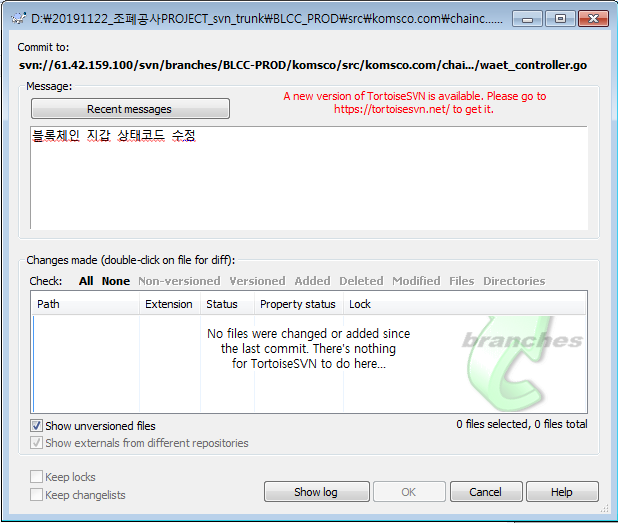 D:\20191122_조폐공사PROJECT_svn_trunk\BLCC_PROD\src\komsco.com\chainc......
Commit to:
svn://61.42.159.100/svn/branches/BLCC-PROD/komsco/src/komsco.com/chai.../waet_controller.go
Message:
Recent messages
A new version of TortoiseSVN is available. Please go to
https://tortoisesvn.net/ to get it.
블록체인 지갑 상태코드 수정
Changes made (double-click on file for diff):
Check: All None Non-versioned Versioned Added Deleted Modified Files Directories
Path Extension Status Property status Lock
No files were changed or added since
the last commit. There's nothing
for TortoiseSVN to do here...
branches
Show unversioned files
0 files selected, 0 files total
Show externals from different repositories
Keep locks
Keep changelists
Show log OK Cancel Help